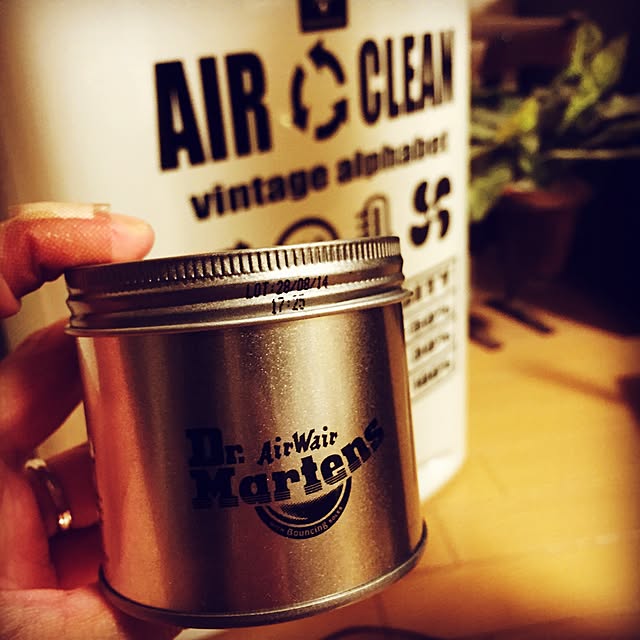 AIR CLEAN
vintage alphabet
LOT:28/08/14
17:25
Dr. AirWair
Martens
Bouncing